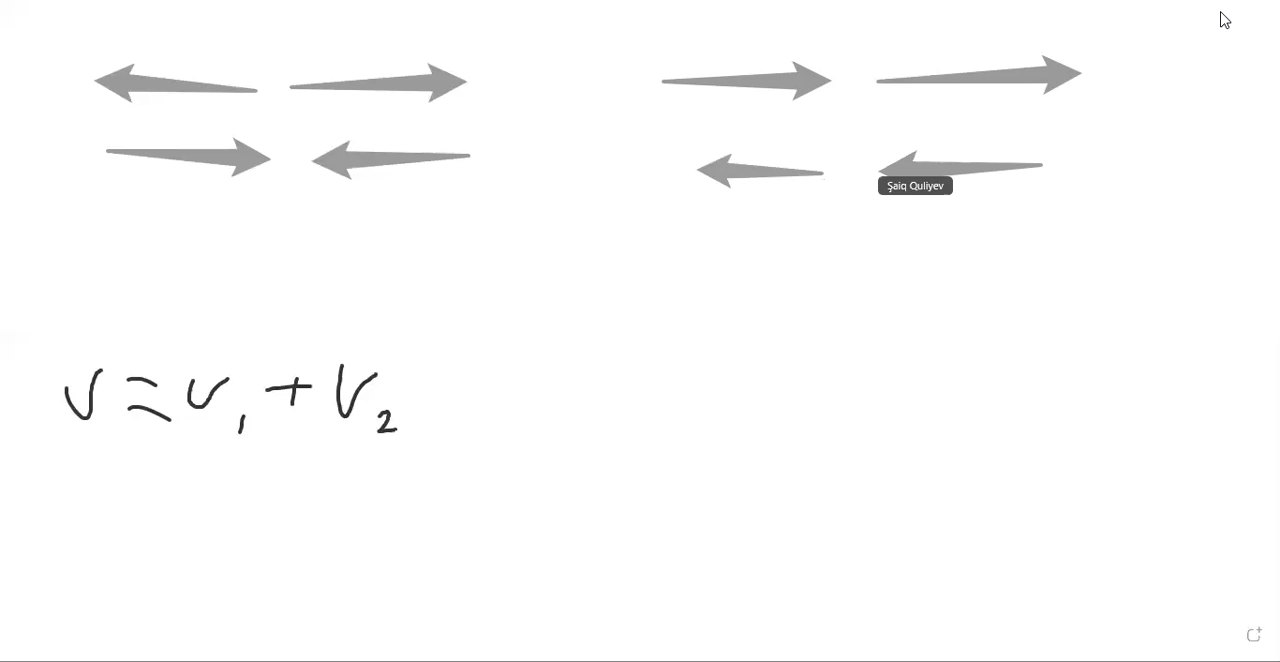 Şaiq Quliyev
V = V₁ + V₂